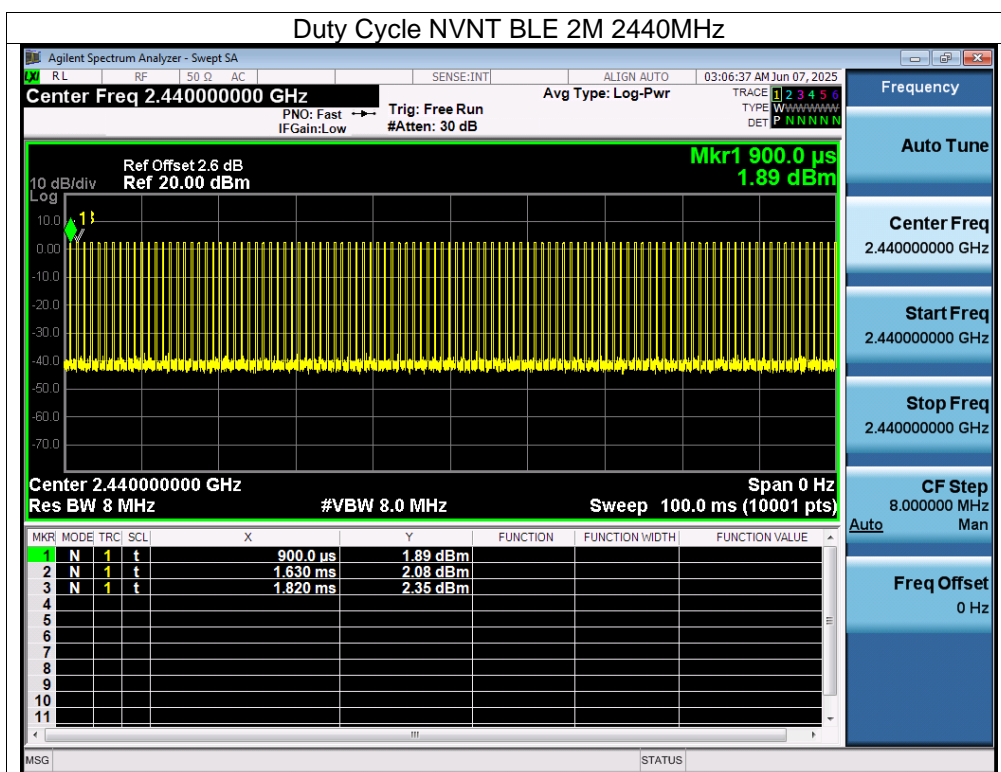 Duty Cycle NVNT BLE 2M 2440MHz
Agilent Spectrum Analyzer - Swept SA
LXI RL RF 50 Ω AC SENSE:INT ALIGN AUTO 03:06:37 AM Jun 07, 2025
Center Freq 2.440000000 GHz Avg Type: Log-Pwr TRACE 1 2 3 4 5 6
PNO: Fast Trig: Free Run TYPE WWWWWW
IFGain:Low #Atten: 30 dB DET P N N N N N
Mkr1 900.0 µs
1.89 dBm
Ref Offset 2.6 dB
10 dB/div Ref 20.00 dBm
Log
10.0
1
3
0.00
-10.0
-20.0
-30.0
-40.0
-50.0
-60.0
-70.0
Center 2.440000000 GHz Span 0 Hz
Res BW 8 MHz #VBW 8.0 MHz Sweep 100.0 ms (10001 pts)
MKR MODE TRC SCL X Y FUNCTION FUNCTION WIDTH FUNCTION VALUE
1 N 1 t 900.0 µs 1.89 dBm
2 N 1 t 1.630 ms 2.08 dBm
3 N 1 t 1.820 ms 2.35 dBm
4
5
6
7
8
9
10
11
MSG STATUS
Frequency
Auto Tune
Center Freq
2.440000000 GHz
Start Freq
2.440000000 GHz
Stop Freq
2.440000000 GHz
CF Step
8.000000 MHz
Auto Man
Freq Offset
0 Hz